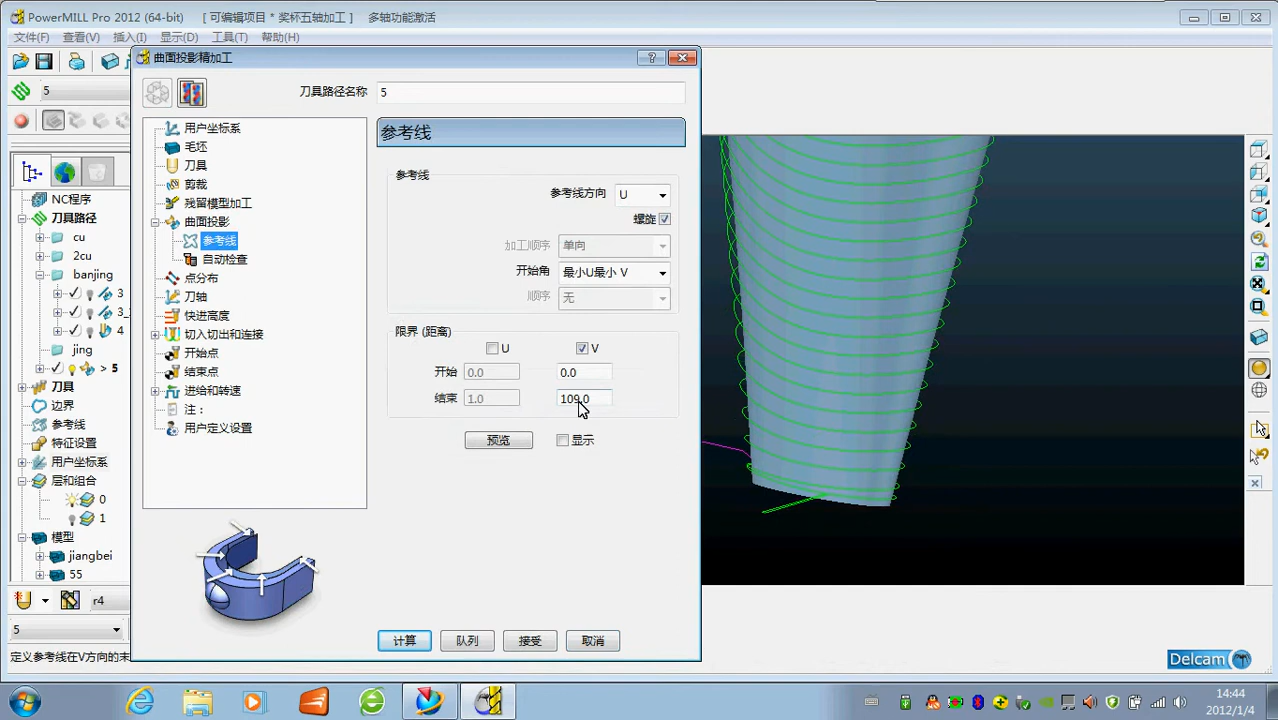 PowerMILL Pro 2012 (64-bit) [ 可编辑项目 * 奖杯五轴加工 ] 多轴功能激活
文件(F) 查看(V) 插入(I) 显示(D) 工具(T) 帮助(H)
曲面投影精加工
5
刀具路径名称 5
用户坐标系
毛坯
刀具
剪裁
残留模型加工
曲面投影
参考线
自动检查
点分布
刀轴
快进高度
切入切出和连接
开始点
结束点
进给和转速
注：
用户定义设置
参考线
参考线
参考线方向 U
螺旋
加工顺序 单向
开始角 最小U最小 V
顺序 无
限界 (距离)
U V
开始 0.0 0.0
结束 1.0 109.0
预览 显示
计算 队列 接受 取消
NC程序
刀具路径
cu
2cu
banjing
3
3_
4
jing
> 5
刀具
边界
参考线
特征设置
用户坐标系
层和组合
0
1
模型
jiangbei
55
r4
5
定义参考线在V方向的末
Delcam
14:44
2012/1/4